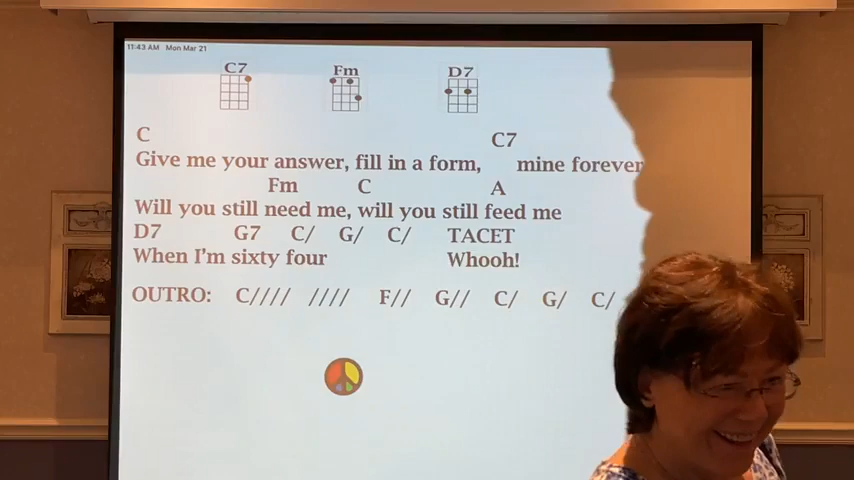 11:43 AM Mon Mar 21
C7 Fm D7
C C7
Give me your answer, fill in a form, mine forever
Fm C A
Will you still need me, will you still feed me
D7 G7 C/ G/ C/ TACET
When I'm sixty four Whooh!
OUTRO: C//// //// F// G// C/ G/ C/